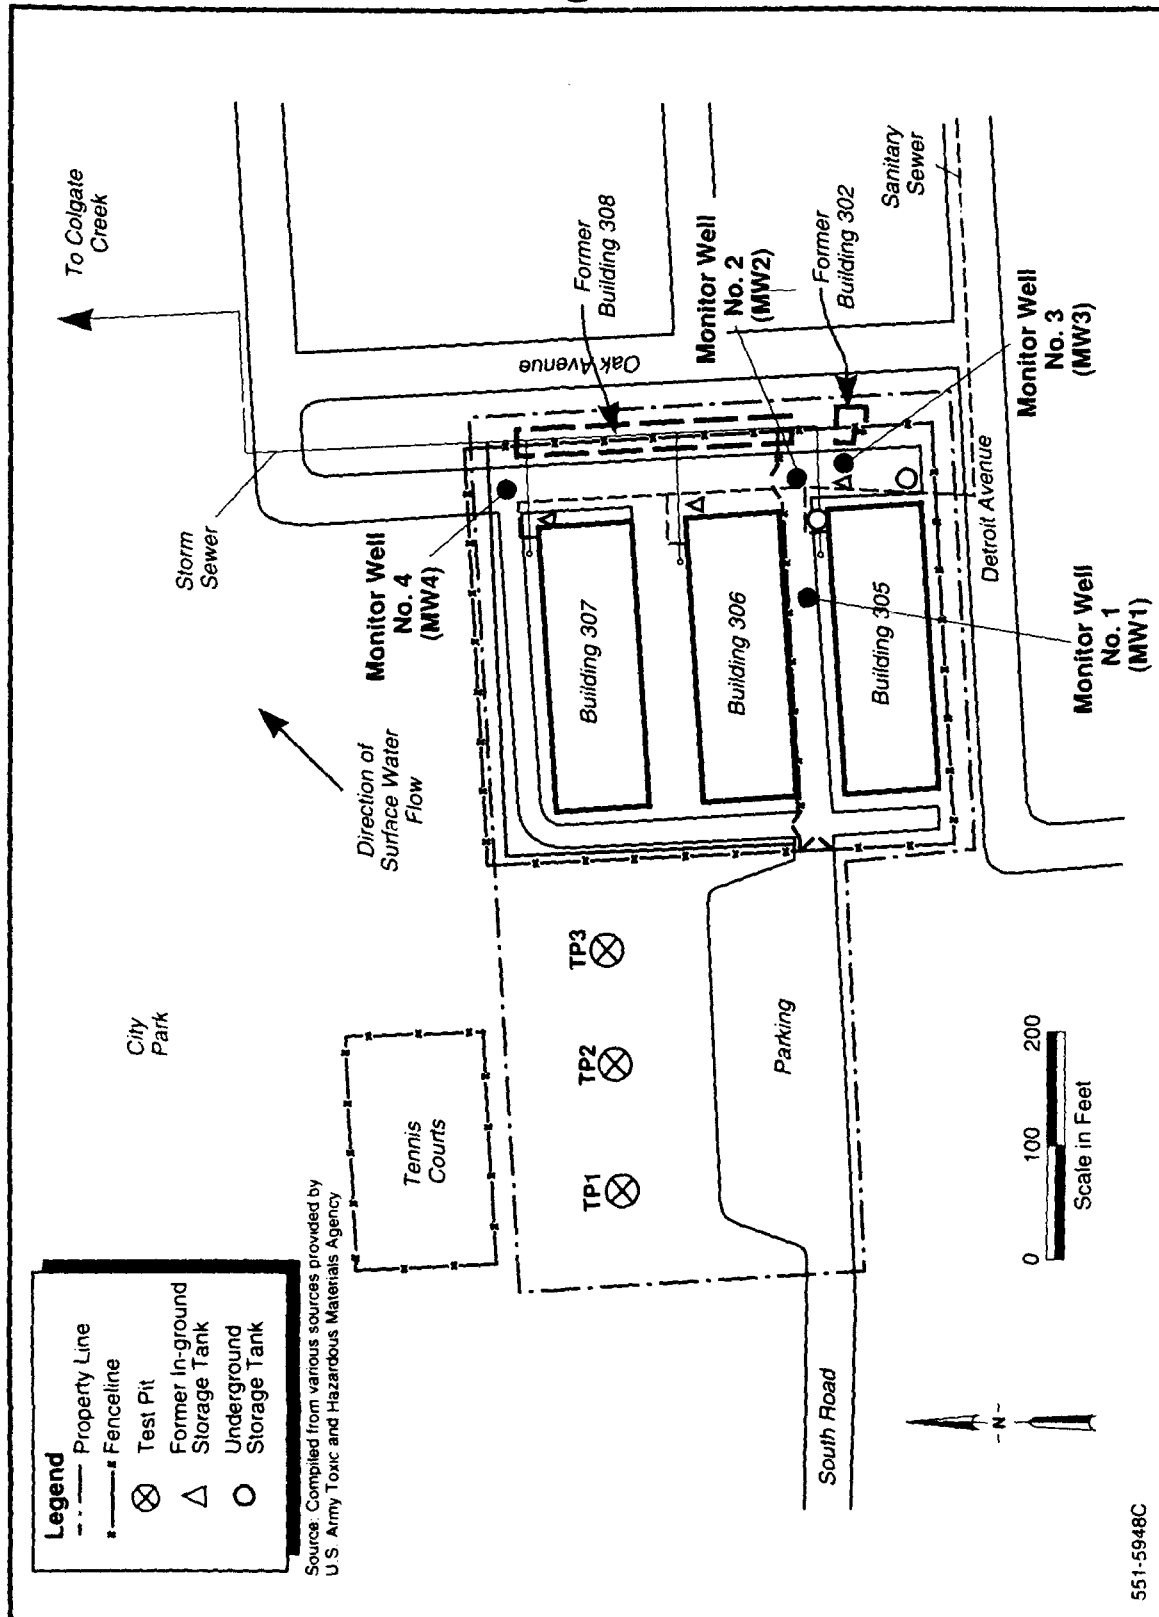 Legend
Property Line
Fenceline
Test Pit
Former In-ground
Storage Tank
Underground
Storage Tank
Source: Compiled from various sources provided by
U.S. Army Toxic and Hazardous Materials Agency
City
Park
Tennis
Courts
TP1
TP2
TP3
Parking
South Road
- N -
0
100
200
Scale in Feet
Direction of
Surface Water
Flow
Storm
Sewer
To Colgate
Creek
Monitor Well
No. 4
(MW4)
Building 307
Building 306
Building 305
Former
Building 308
Oak Avenue
Monitor Well
No. 2
(MW2)
Former
Building 302
Sanitary
Sewer
Monitor Well
No. 3
(MW3)
Detroit Avenue
Monitor Well
No. 1
(MW1)
551-5948C